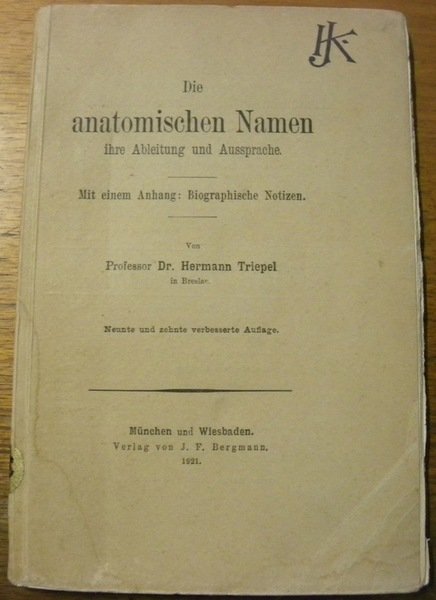 Die
anatomischen Namen
ihre Ableitung und Aussprache.
Mit einem Anhang: Biographische Notizen.
Von
Professor Dr. Hermann Triepel
in Breslau.
Neunte und zehnte verbesserte Auflage.
München und Wiesbaden.
Verlag von J. F. Bergmann.
1921.